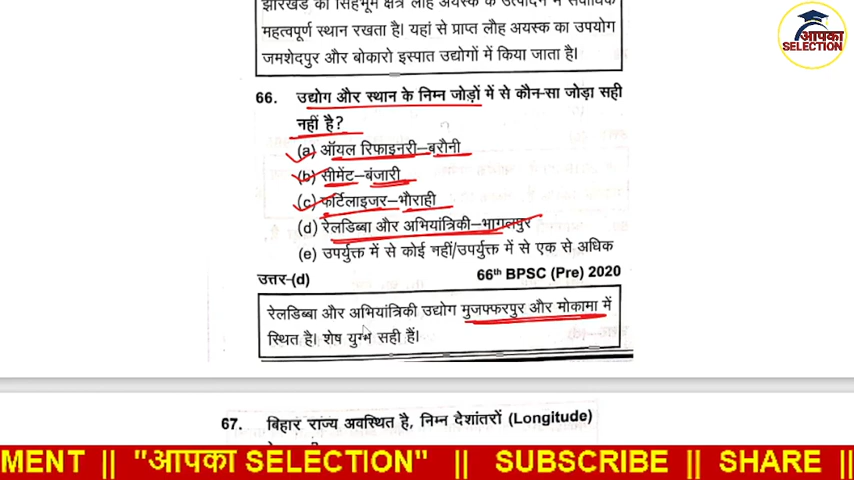 झारखंड का सिंहभूम क्षेत्र लौह अयस्क के उत्पादन में सर्वाधिक
महत्वपूर्ण स्थान रखता है। यहां से प्राप्त लौह अयस्क का उपयोग
जमशेदपुर और बोकारो इस्पात उद्योगों में किया जाता है।
आपका
SELECTION
66. उद्योग और स्थान के निम्न जोड़ों में से कौन-सा जोड़ा सही
नहीं है?
(a) ऑयल रिफाइनरी–बरौनी
(b) सीमेंट–बंजारी
(c) फर्टिलाइजर–भौराही
(d) रेलडिब्बा और अभियांत्रिकी–भागलपुर
(e) उपर्युक्त में से कोई नहीं/उपर्युक्त में से एक से अधिक
उत्तर-(d) 66th BPSC (Pre) 2020
रेलडिब्बा और अभियांत्रिकी उद्योग मुजफ्फरपुर और मोकामा में
स्थित है। शेष युग्म सही हैं।
67. बिहार राज्य अवस्थित है, निम्न देशांतरों (Longitude)
MENT || "आपका SELECTION" || SUBSCRIBE || SHARE ||